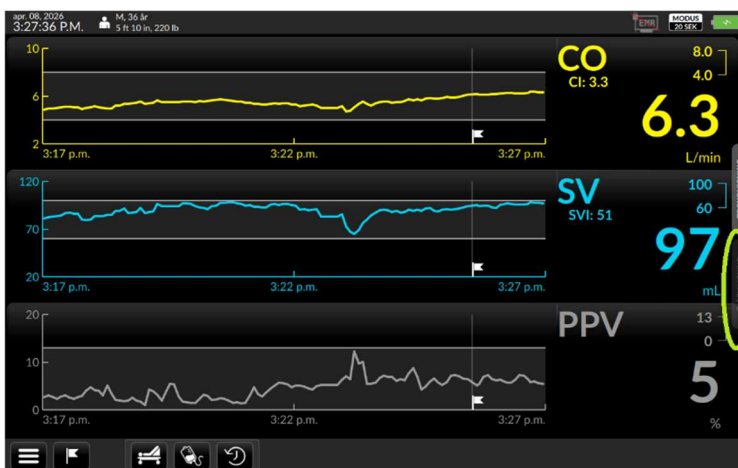 apr. 08, 2026
3:27:36 P.M.
M, 36 år
5 ft 10 in, 220 lb
EMR
MODUS
20 SEK
10
6
2
3:17 p.m.
3:22 p.m.
3:27 p.m.
CO
CI: 3.3
8.0
4.0
6.3
L/min
120
70
20
3:17 p.m.
3:22 p.m.
3:27 p.m.
SV
SVI: 51
100
60
97
mL
20
10
0
3:17 p.m.
3:22 p.m.
3:27 p.m.
PPV
13
0
5
%